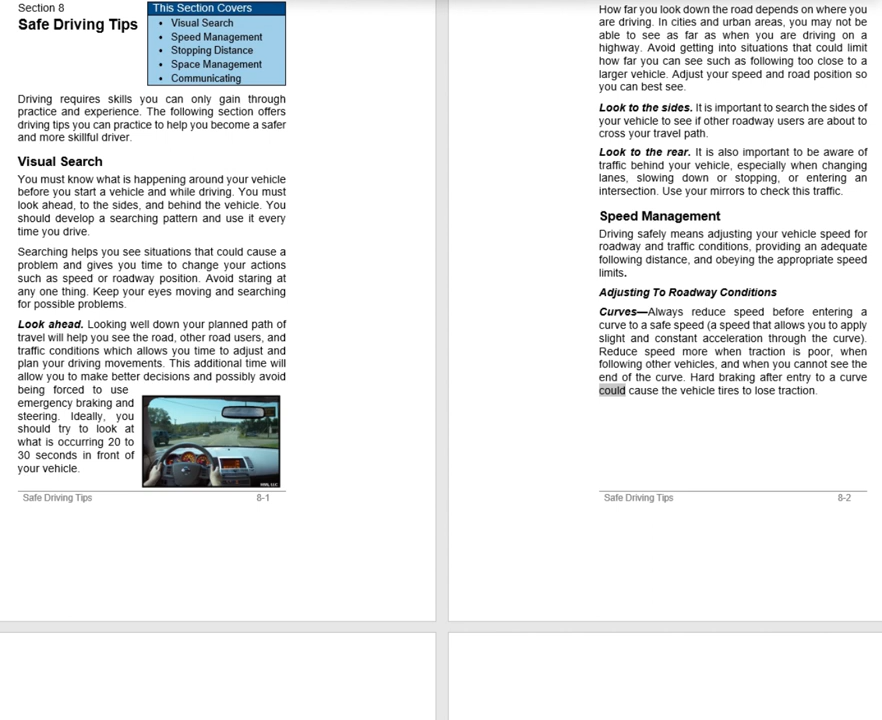 Section 8
Safe Driving Tips
This Section Covers
• Visual Search
• Speed Management
• Stopping Distance
• Space Management
• Communicating
Driving requires skills you can only gain through
practice and experience. The following section offers
driving tips you can practice to help you become a safer
and more skillful driver.
Visual Search
You must know what is happening around your vehicle
before you start a vehicle and while driving. You must
look ahead, to the sides, and behind the vehicle. You
should develop a searching pattern and use it every
time you drive.
Searching helps you see situations that could cause a
problem and gives you time to change your actions
such as speed or roadway position. Avoid staring at
any one thing. Keep your eyes moving and searching
for possible problems.
Look ahead. Looking well down your planned path of
travel will help you see the road, other road users, and
traffic conditions which allows you time to adjust and
plan your driving movements. This additional time will
allow you to make better decisions and possibly avoid
being forced to use
emergency braking and
steering. Ideally, you
should try to look at
what is occurring 20 to
30 seconds in front of
your vehicle.
Safe Driving Tips 8-1
How far you look down the road depends on where you
are driving. In cities and urban areas, you may not be
able to see as far as when you are driving on a
highway. Avoid getting into situations that could limit
how far you can see such as following too close to a
larger vehicle. Adjust your speed and road position so
you can best see.
Look to the sides. It is important to search the sides of
your vehicle to see if other roadway users are about to
cross your travel path.
Look to the rear. It is also important to be aware of
traffic behind your vehicle, especially when changing
lanes, slowing down or stopping, or entering an
intersection. Use your mirrors to check this traffic.
Speed Management
Driving safely means adjusting your vehicle speed for
roadway and traffic conditions, providing an adequate
following distance, and obeying the appropriate speed
limits.
Adjusting To Roadway Conditions
Curves—Always reduce speed before entering a
curve to a safe speed (a speed that allows you to apply
slight and constant acceleration through the curve).
Reduce speed more when traction is poor, when
following other vehicles, and when you cannot see the
end of the curve. Hard braking after entry to a curve
could cause the vehicle tires to lose traction.
Safe Driving Tips 8-2